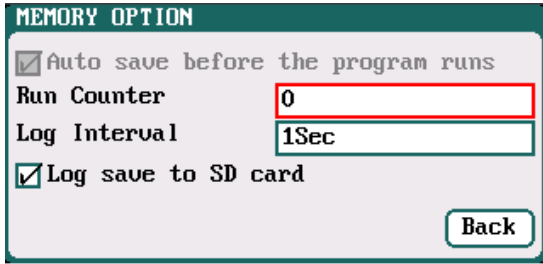 MEMORY OPTION
Auto save before the program runs
Run Counter 0
Log Interval 1Sec
Log save to SD card
Back